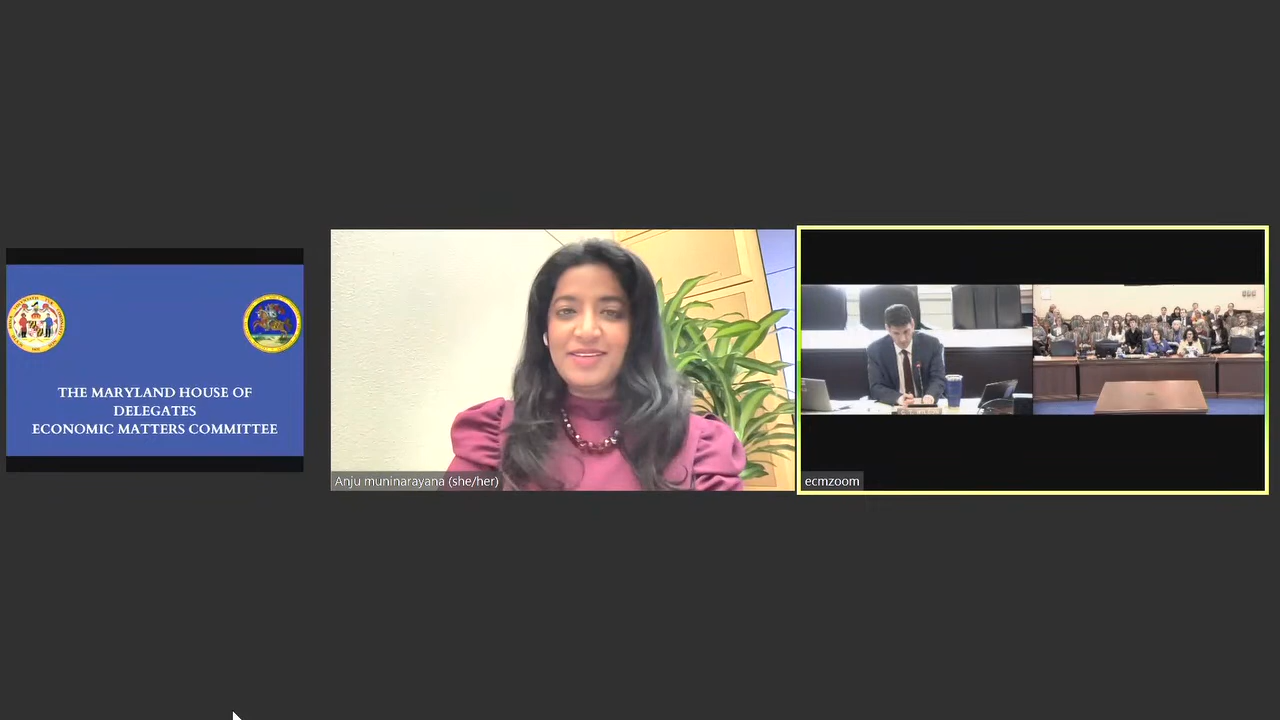 THE MARYLAND HOUSE OF
DELEGATES
ECONOMIC MATTERS COMMITTEE
Anju muninarayana (she/her)
ecmzoom